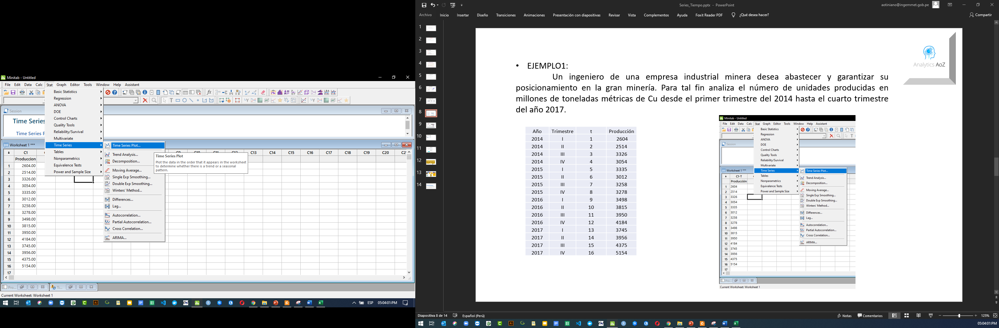 Minitab - Untitled
File Edit Data Calc Stat Graph Editor Tools Window Help Assistant
Basic Statistics
Regression
ANOVA
DOE
Control Charts
Quality Tools
Reliability/Survival
Multivariate
Time Series
Tables
Nonparametrics
Equivalence Tests
Power and Sample Size
Session
Time Series
Time Series P
Worksheet 1 ***
Time Series Plot...
Trend Analysis...
Decomposition...
Moving Average...
Single Exp Smoothing...
Double Exp Smoothing...
Winters' Method...
Differences...
Lag...
Autocorrelation...
Partial Autocorrelation...
Cross Correlation...
ARIMA...
Time Series Plot
Plot the data in the order that it appears in the worksheet
to determine whether there is a trend or a seasonal
pattern.
C1 C13 C14 C15 C16 C17 C18 C19 C20
Produccion
1 2604.00
2 2514.00
3 3326.00
4 3054.00
5 3335.00
6 3012.00
7 3258.00
8 3278.00
9 3498.00
10 3815.00
11 3950.00
12 4184.00
13 3745.00
14 3956.00
15 4375.00
16 5154.00
17
Pro...
Ti...
Current Worksheet: Worksheet 1
ESP 05:04:01:PM
Series_Tiempo.pptx - PowerPoint
aotiniano@ingemmet.gob.pe
Archivo Inicio Insertar Diseño Transiciones Animaciones Presentación con diapositivas Revisar Vista Complementos Ayuda Foxit Reader PDF ¿Qué desea hacer? Compartir
1
2
3
4
5
6
7
8
9
10
11
12
13
14
Analytics AoZ
• EJEMPLO1:
Un ingeniero de una empresa industrial minera desea abastecer y garantizar su
posicionamiento en la gran minería. Para tal fin analiza el número de unidades producidas en
millones de toneladas métricas de Cu desde el primer trimestre del 2014 hasta el cuarto trimestre
del año 2017.
Año Trimestre t Producción
2014 I 1 2604
2014 II 2 2514
2014 III 3 3326
2014 IV 4 3054
2015 I 5 3335
2015 II 6 3012
2015 III 7 3258
2015 IV 8 3278
2016 I 9 3498
2016 II 10 3815
2016 III 11 3950
2016 IV 12 4184
2017 I 13 3745
2017 II 14 3956
2017 III 15 4375
2017 IV 16 5154
Minitab - Untitled
File Edit Data Calc Stat Graph Editor Tools Window Help Assistant
Basic Statistics
Regression
ANOVA
DOE
Control Charts
Quality Tools
Reliability/Survival
Multivariate
Time Series
Tables
Nonparametrics
Equivalence Tests
Power and Sample Size
Session
Worksheet 1 ***
Time Series Plot...
Trend Analysis...
Decomposition...
Moving Average...
Single Exp Smoothing...
Double Exp Smoothing...
Winters' Method...
Differences...
Lag...
Autocorrelation...
Partial Autocorrelation...
Cross Correlation...
ARIMA...
C1-T
Producción
1 2604
2 2514
3 3326
4 3054
5 3335
6 3012
7 3258
8 3278
9 3498
10 3815
11 3950
12 4184
13 3745
14 3956
15 4375
16 5154
17
Pro...
Current Worksheet: Worksheet 1
Diapositiva 8 de 14 Español (Perú) Notas Comentarios 125%
05:04:01:PM